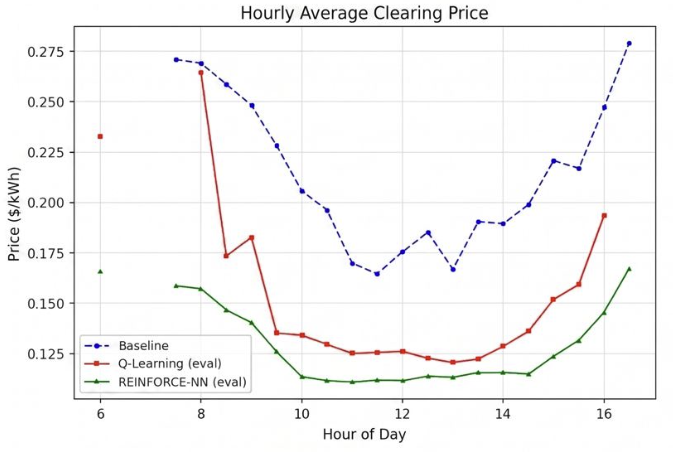 Hourly Average Clearing Price
Price ($/kWh)
0.275
0.250
0.225
0.200
0.175
0.150
0.125
Baseline
Q-Learning (eval)
REINFORCE-NN (eval)
6 8 10 12 14 16
Hour of Day